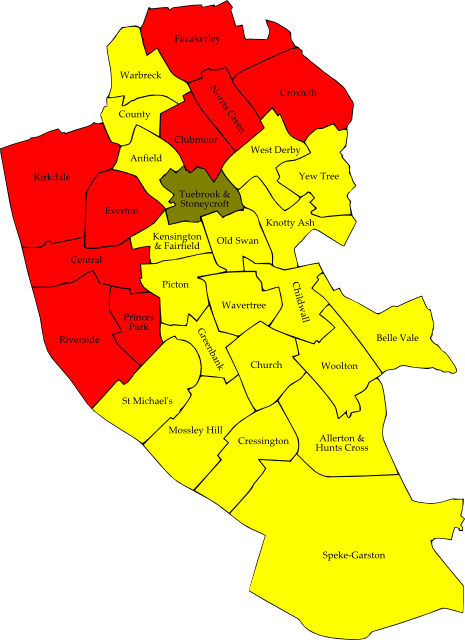 Fazakerley
Warbreck
Norris Green
Croxteth
County
Clubmoor
West Derby
Anfield
Kirkdale
Yew Tree
Tuebrook &
Stoneycroft
Everton
Knotty Ash
Kensington
& Fairfield
Old Swan
Central
Picton
Childwall
Wavertree
Princes
Park
Riverside
Greenbank
Belle Vale
Church
Woolton
St Michael's
Mossley Hill
Cressington
Allerton &
Hunts Cross
Speke-Garston